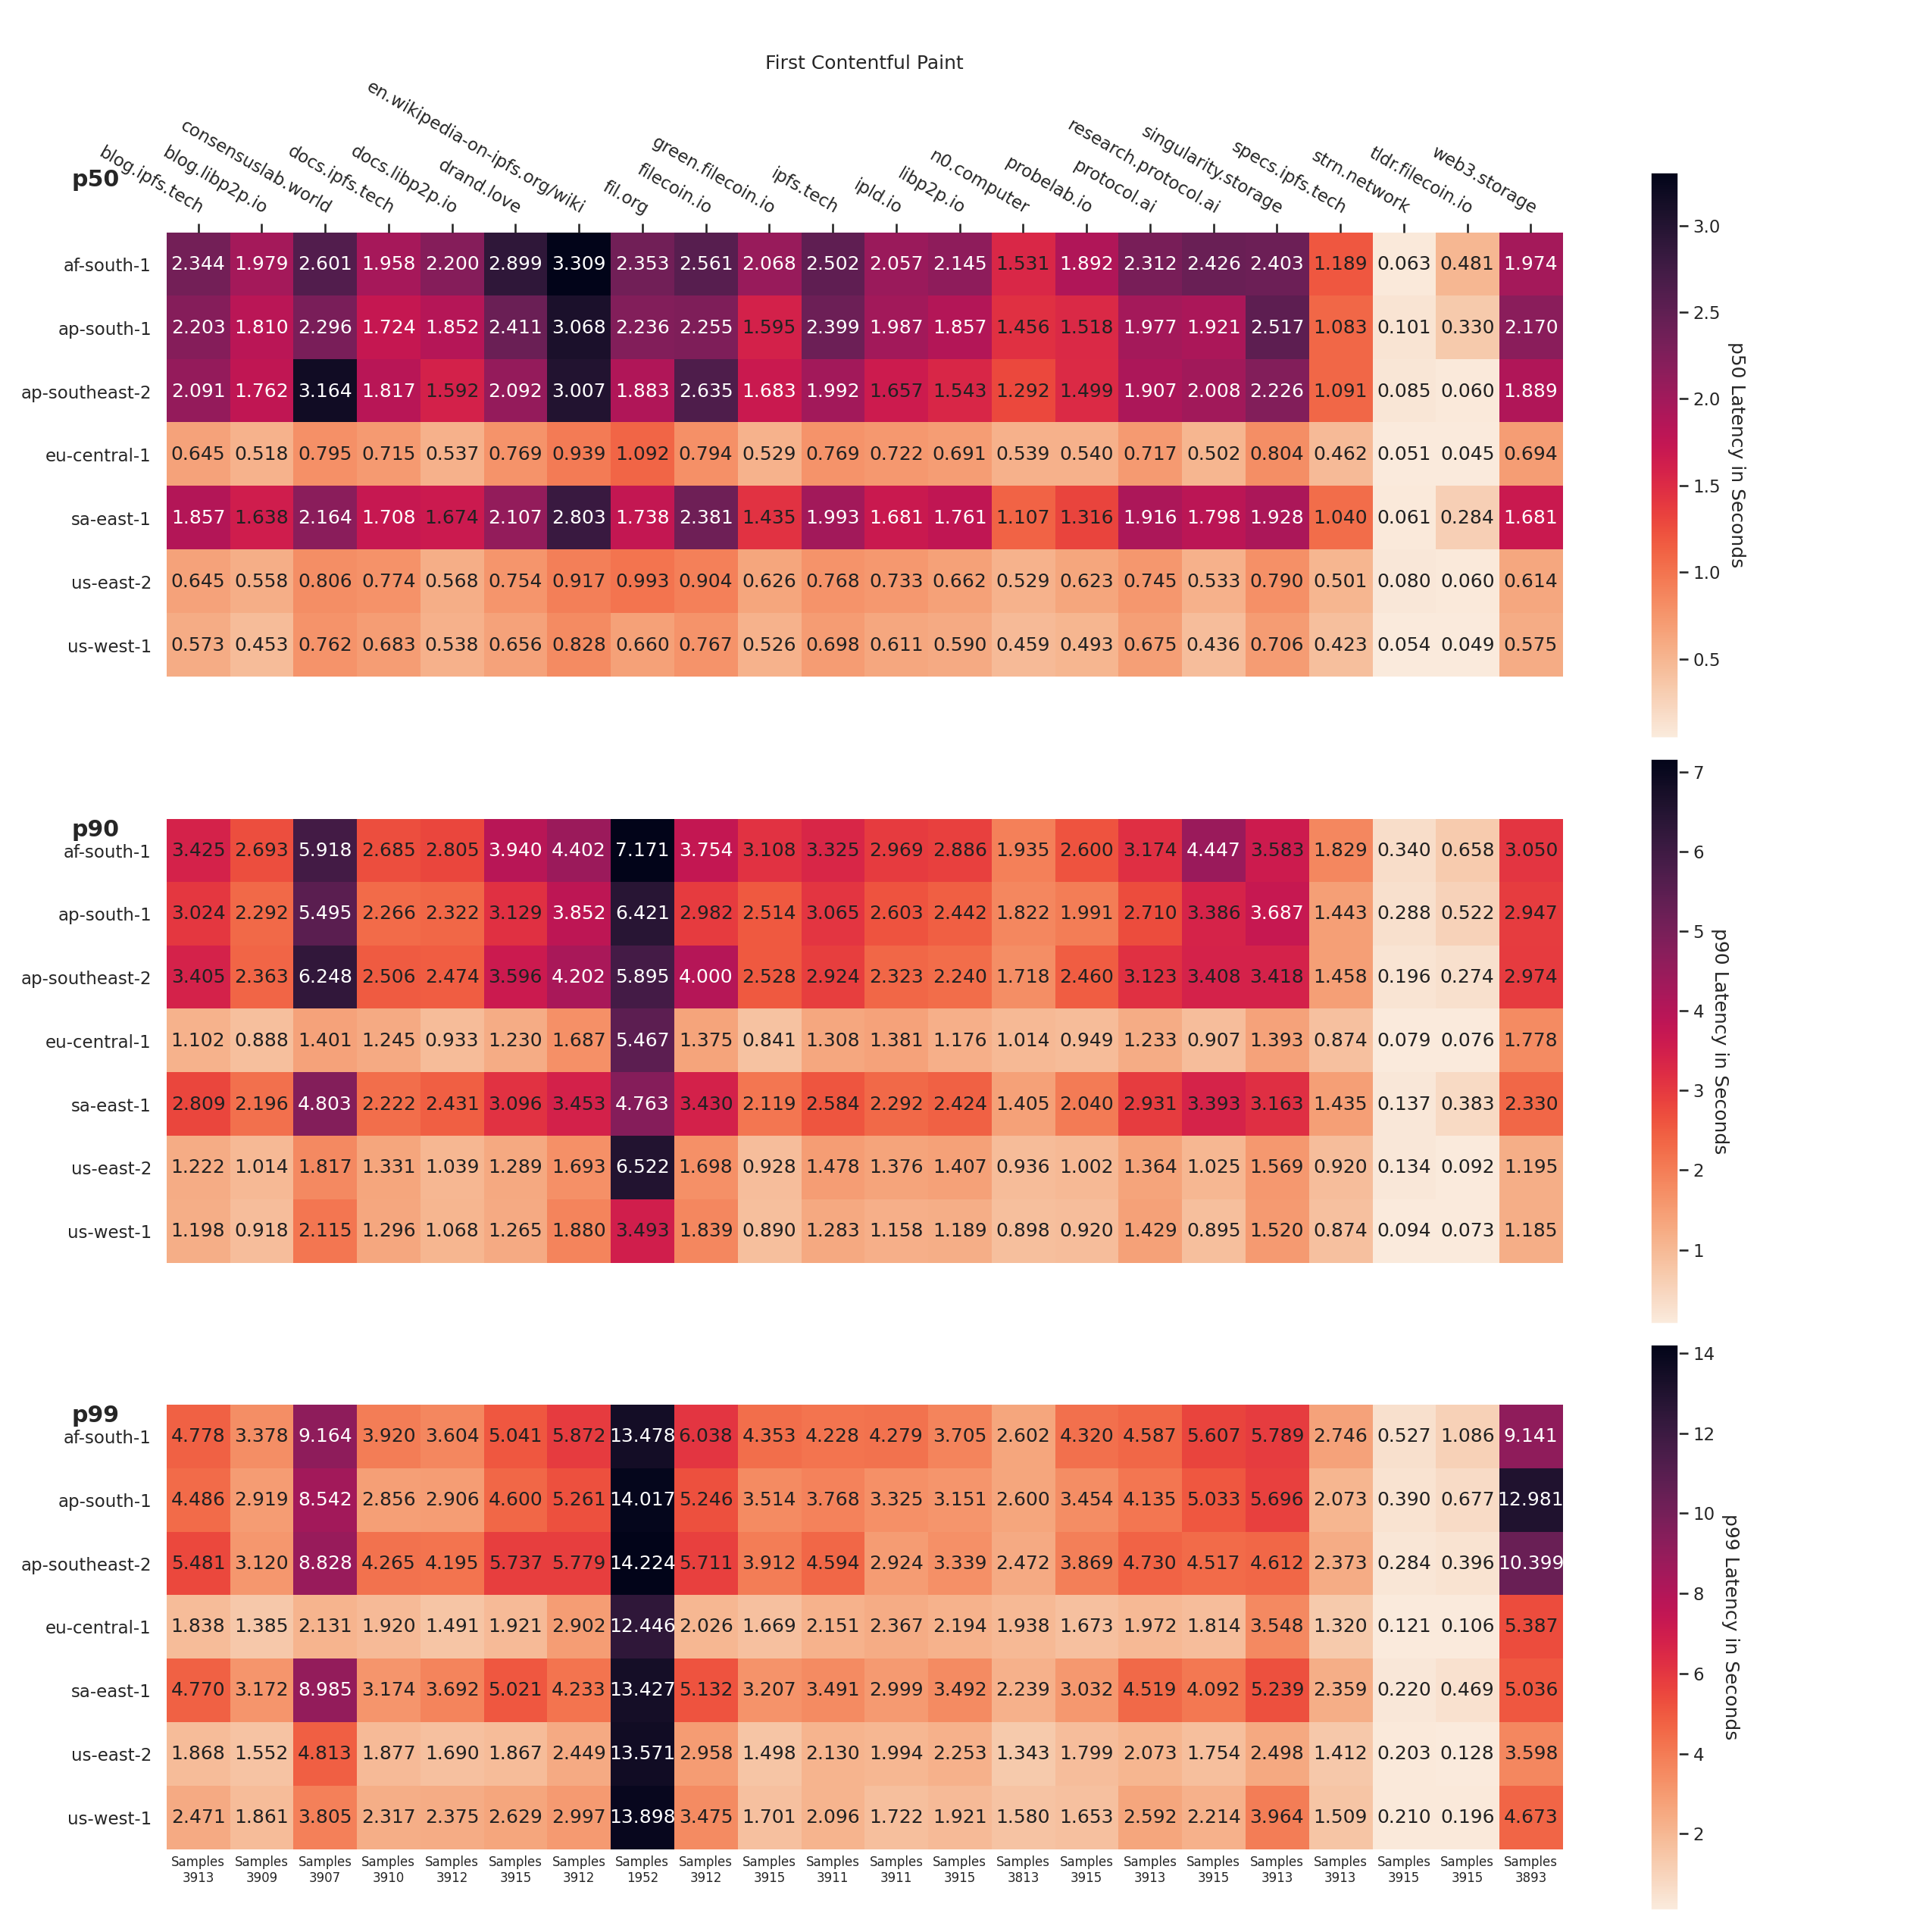 First Contentful Paint
p50
blog.ipfs.tech
blog.libp2p.io
consensuslab.world
docs.ipfs.tech
docs.libp2p.io
drand.love
en.wikipedia-on-ipfs.org/wiki
fil.org
filecoin.io
green.filecoin.io
ipfs.tech
ipld.io
libp2p.io
n0.computer
probelab.io
protocol.ai
research.protocol.ai
singularity.storage
specs.ipfs.tech
strn.network
tldr.filecoin.io
web3.storage
af-south-1 2.344 1.979 2.601 1.958 2.200 2.899 3.309 2.353 2.561 2.068 2.502 2.057 2.145 1.531 1.892 2.312 2.426 2.403 1.189 0.063 0.481 1.974
ap-south-1 2.203 1.810 2.296 1.724 1.852 2.411 3.068 2.236 2.255 1.595 2.399 1.987 1.857 1.456 1.518 1.977 1.921 2.517 1.083 0.101 0.330 2.170
ap-southeast-2 2.091 1.762 3.164 1.817 1.592 2.092 3.007 1.883 2.635 1.683 1.992 1.657 1.543 1.292 1.499 1.907 2.008 2.226 1.091 0.085 0.060 1.889
eu-central-1 0.645 0.518 0.795 0.715 0.537 0.769 0.939 1.092 0.794 0.529 0.769 0.722 0.691 0.539 0.540 0.717 0.502 0.804 0.462 0.051 0.045 0.694
sa-east-1 1.857 1.638 2.164 1.708 1.674 2.107 2.803 1.738 2.381 1.435 1.993 1.681 1.761 1.107 1.316 1.916 1.798 1.928 1.040 0.061 0.284 1.681
us-east-2 0.645 0.558 0.806 0.774 0.568 0.754 0.917 0.993 0.904 0.626 0.768 0.733 0.662 0.529 0.623 0.745 0.533 0.790 0.501 0.080 0.060 0.614
us-west-1 0.573 0.453 0.762 0.683 0.538 0.656 0.828 0.660 0.767 0.526 0.698 0.611 0.590 0.459 0.493 0.675 0.436 0.706 0.423 0.054 0.049 0.575
3.0
2.5
2.0
1.5
1.0
0.5
p50 Latency in Seconds
p90
af-south-1 3.425 2.693 5.918 2.685 2.805 3.940 4.402 7.171 3.754 3.108 3.325 2.969 2.886 1.935 2.600 3.174 4.447 3.583 1.829 0.340 0.658 3.050
ap-south-1 3.024 2.292 5.495 2.266 2.322 3.129 3.852 6.421 2.982 2.514 3.065 2.603 2.442 1.822 1.991 2.710 3.386 3.687 1.443 0.288 0.522 2.947
ap-southeast-2 3.405 2.363 6.248 2.506 2.474 3.596 4.202 5.895 4.000 2.528 2.924 2.323 2.240 1.718 2.460 3.123 3.408 3.418 1.458 0.196 0.274 2.974
eu-central-1 1.102 0.888 1.401 1.245 0.933 1.230 1.687 5.467 1.375 0.841 1.308 1.381 1.176 1.014 0.949 1.233 0.907 1.393 0.874 0.079 0.076 1.778
sa-east-1 2.809 2.196 4.803 2.222 2.431 3.096 3.453 4.763 3.430 2.119 2.584 2.292 2.424 1.405 2.040 2.931 3.393 3.163 1.435 0.137 0.383 2.330
us-east-2 1.222 1.014 1.817 1.331 1.039 1.289 1.693 6.522 1.698 0.928 1.478 1.376 1.407 0.936 1.002 1.364 1.025 1.569 0.920 0.134 0.092 1.195
us-west-1 1.198 0.918 2.115 1.296 1.068 1.265 1.880 3.493 1.839 0.890 1.283 1.158 1.189 0.898 0.920 1.429 0.895 1.520 0.874 0.094 0.073 1.185
7
6
5
4
3
2
1
p90 Latency in Seconds
p99
af-south-1 4.778 3.378 9.164 3.920 3.604 5.041 5.872 13.478 6.038 4.353 4.228 4.279 3.705 2.602 4.320 4.587 5.607 5.789 2.746 0.527 1.086 9.141
ap-south-1 4.486 2.919 8.542 2.856 2.906 4.600 5.261 14.017 5.246 3.514 3.768 3.325 3.151 2.600 3.454 4.135 5.033 5.696 2.073 0.390 0.677 12.981
ap-southeast-2 5.481 3.120 8.828 4.265 4.195 5.737 5.779 14.224 5.711 3.912 4.594 2.924 3.339 2.472 3.869 4.730 4.517 4.612 2.373 0.284 0.396 10.399
eu-central-1 1.838 1.385 2.131 1.920 1.491 1.921 2.902 12.446 2.026 1.669 2.151 2.367 2.194 1.938 1.673 1.972 1.814 3.548 1.320 0.121 0.106 5.387
sa-east-1 4.770 3.172 8.985 3.174 3.692 5.021 4.233 13.427 5.132 3.207 3.491 2.999 3.492 2.239 3.032 4.519 4.092 5.239 2.359 0.220 0.469 5.036
us-east-2 1.868 1.552 4.813 1.877 1.690 1.867 2.449 13.571 2.958 1.498 2.130 1.994 2.253 1.343 1.799 2.073 1.754 2.498 1.412 0.203 0.128 3.598
us-west-1 2.471 1.861 3.805 2.317 2.375 2.629 2.997 13.898 3.475 1.701 2.096 1.722 1.921 1.580 1.653 2.592 2.214 3.964 1.509 0.210 0.196 4.673
Samples Samples Samples Samples Samples Samples Samples Samples Samples Samples Samples Samples Samples Samples Samples Samples Samples Samples Samples Samples Samples Samples
3913 3909 3907 3910 3912 3915 3912 1952 3912 3915 3911 3911 3915 3813 3915 3913 3915 3913 3913 3915 3915 3893
14
12
10
8
6
4
2
p99 Latency in Seconds